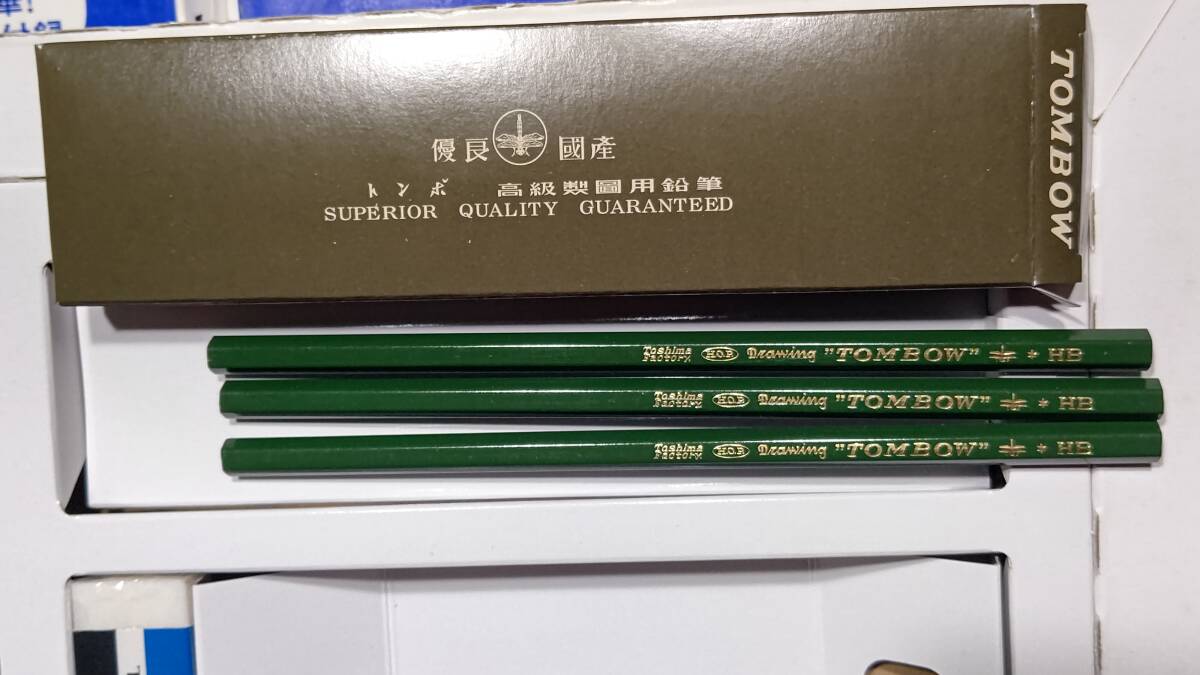 優良 國產
トンボ 高級製圖用鉛筆
SUPERIOR QUALITY GUARANTEED
TOMBOW
Toshima FACTORY H.O.P. Drawing "TOMBOW" * HB
Toshima FACTORY H.O.P. Drawing "TOMBOW" * HB
Toshima FACTORY H.O.P. Drawing "TOMBOW" * HB